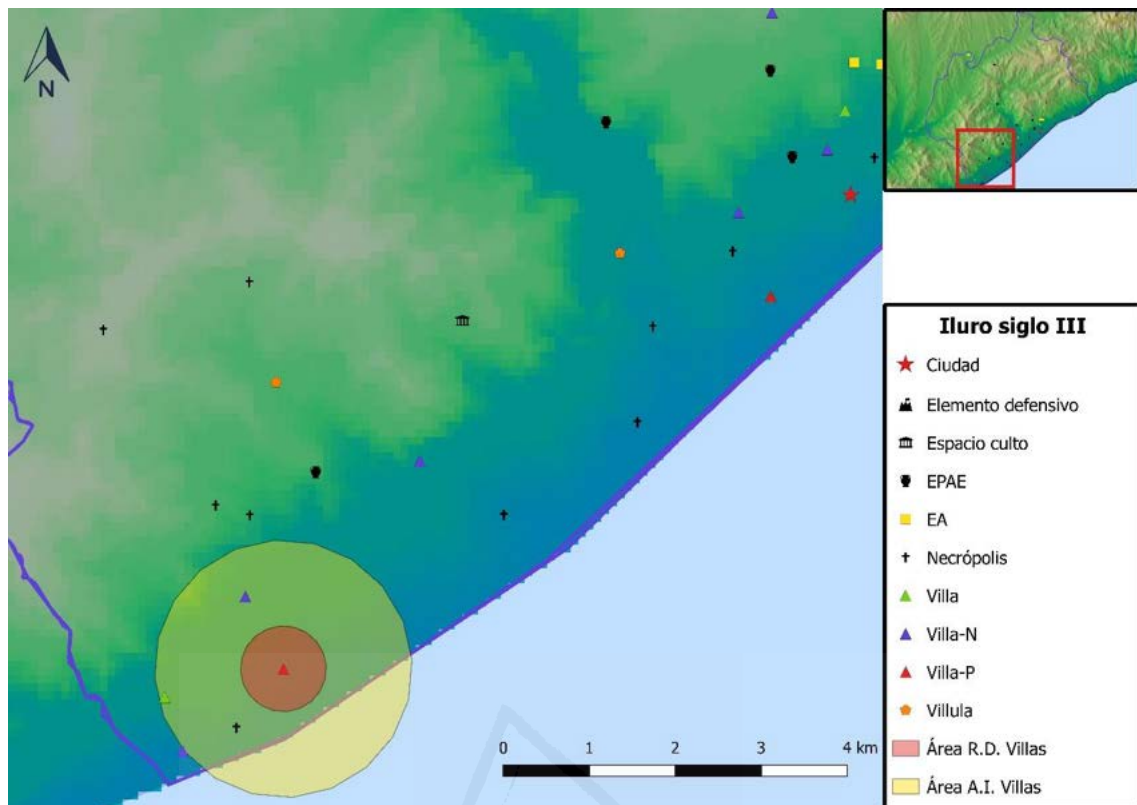 N
Iluro siglo III
Ciudad
Elemento defensivo
Espacio culto
EPAE
EA
Necrópolis
Villa
Villa-N
Villa-P
Villula
Área R.D. Villas
Área A.I. Villas
0 1 2 3 4 km